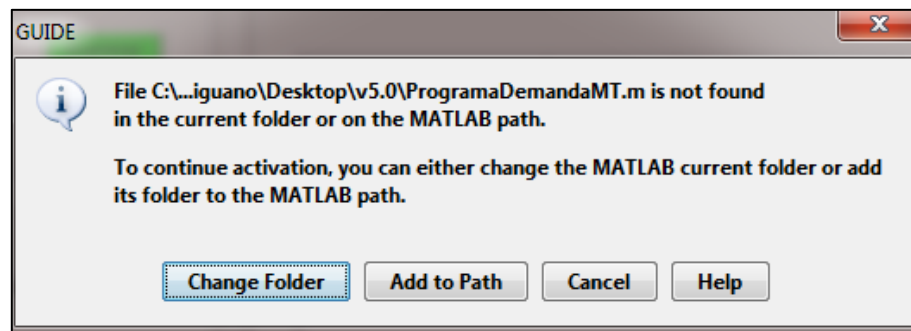 GUIDE
File C:\...iguano\Desktop\v5.0\ProgramaDemandaMT.m is not found
in the current folder or on the MATLAB path.
To continue activation, you can either change the MATLAB current folder or add
its folder to the MATLAB path.
Change Folder Add to Path Cancel Help